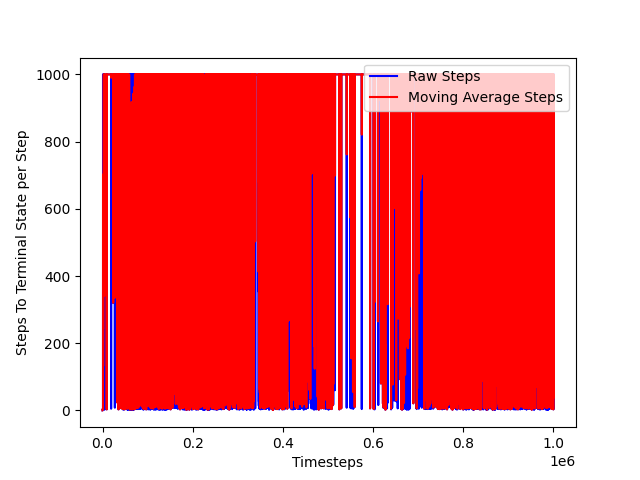 Raw Steps
Moving Average Steps
Steps To Terminal State per Step
1000
800
600
400
200
0
0.0 0.2 0.4 0.6 0.8 1.0
1e6
Timesteps